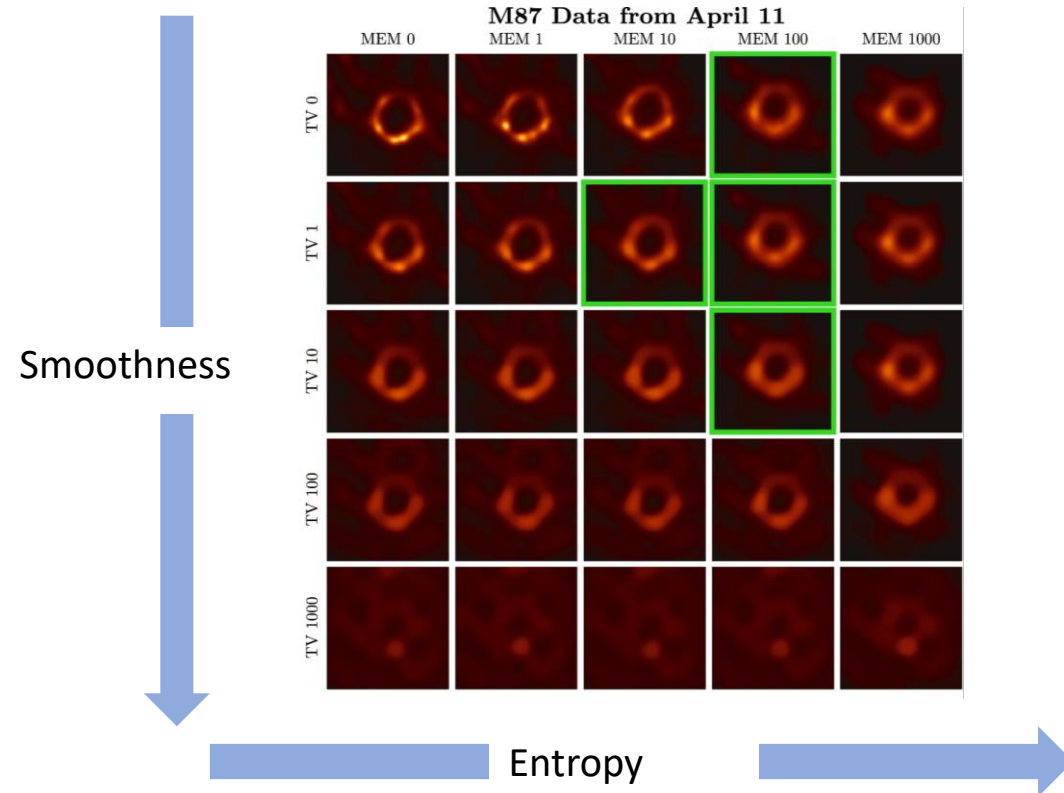 M87 Data from April 11
MEM 0 MEM 1 MEM 10 MEM 100 MEM 1000
TV 0
TV 1
Smoothness
TV 10
TV 100
TV 1000
Entropy